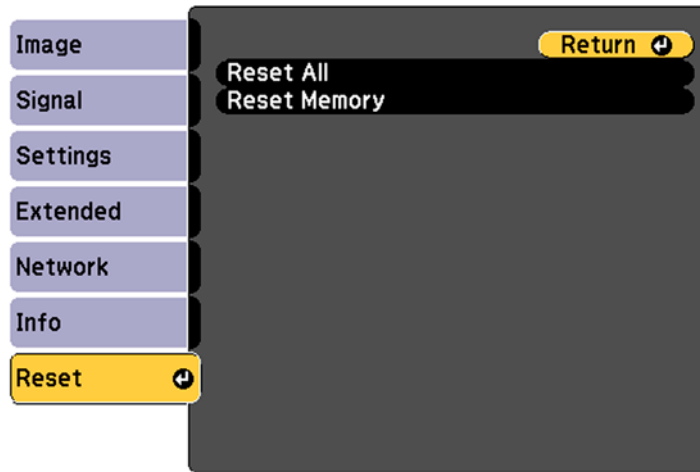 Image
Signal
Settings
Extended
Network
Info
Reset
Return
Reset All
Reset Memory